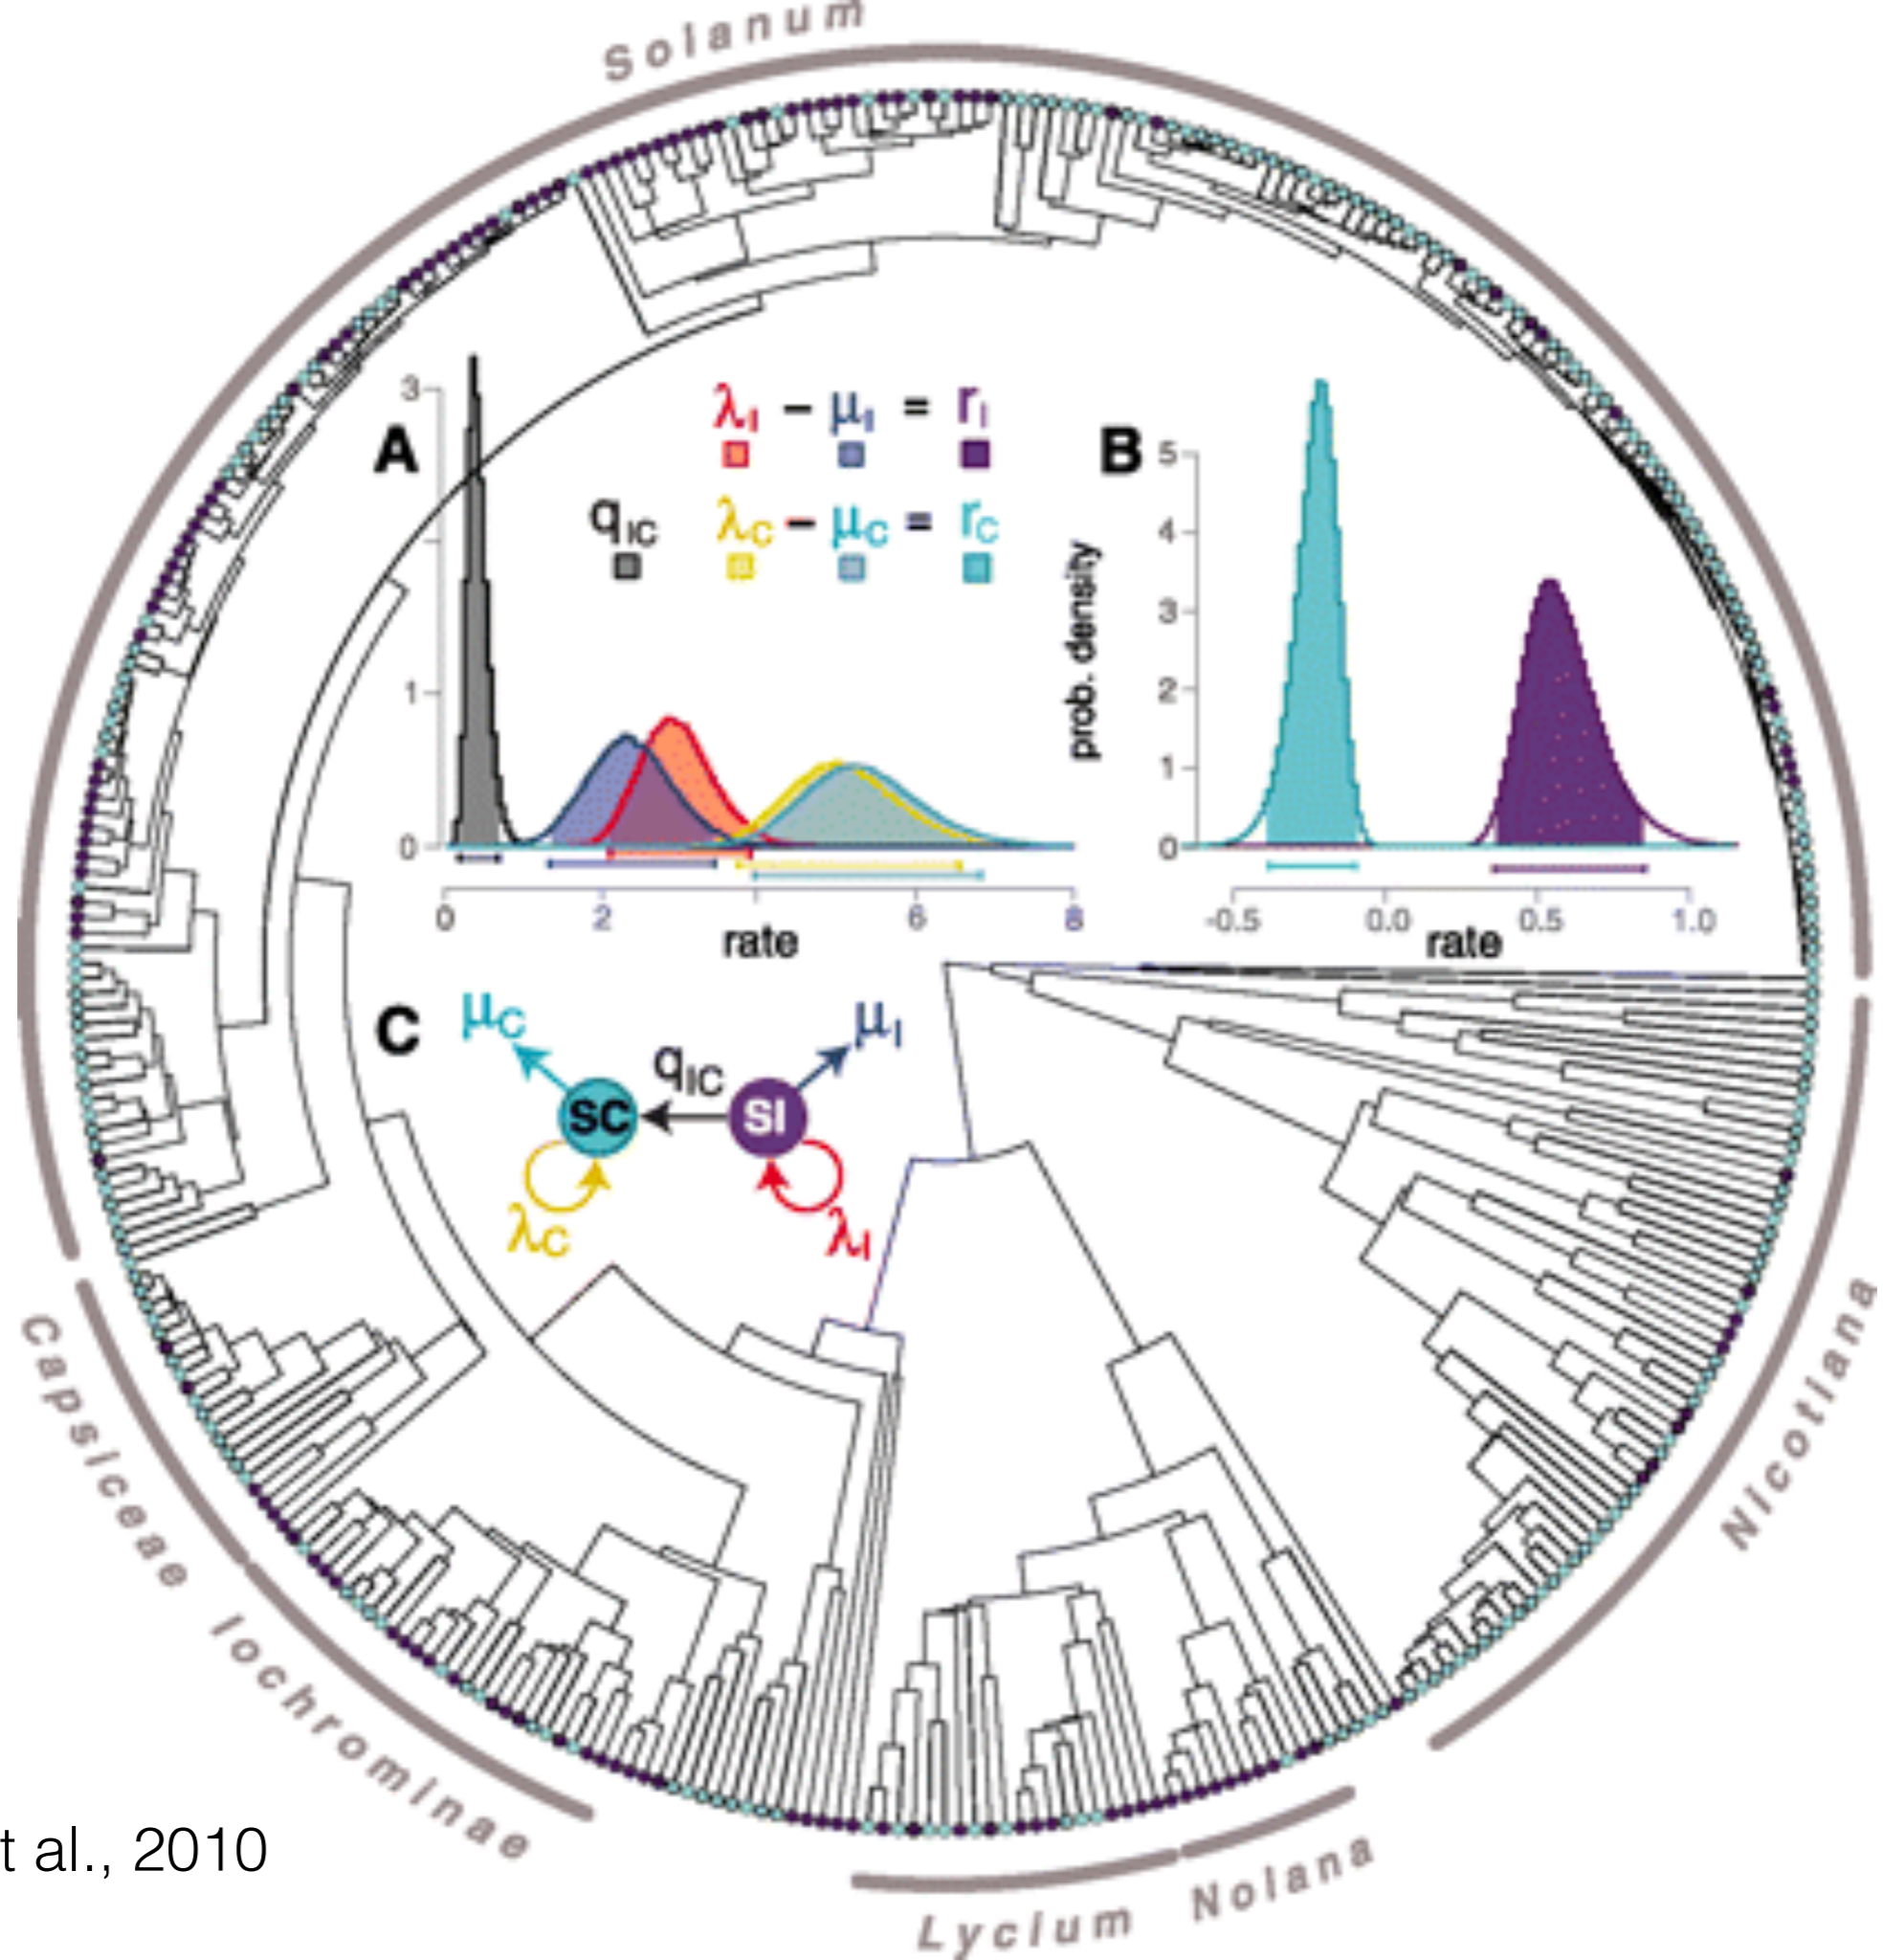 Solanum
A
3
1
0
λI - μI = rI
qIC λC - μC = rC
0 2 6 8
rate
B
prob. density
5
4
3
2
1
0
-0.5 0.0 0.5 1.0
rate
C
μC
μI
qIC
SC
SI
λC
λI
Nicotiana
Capsiceae
Iochrominae
Lycium
Nolana
t al., 2010